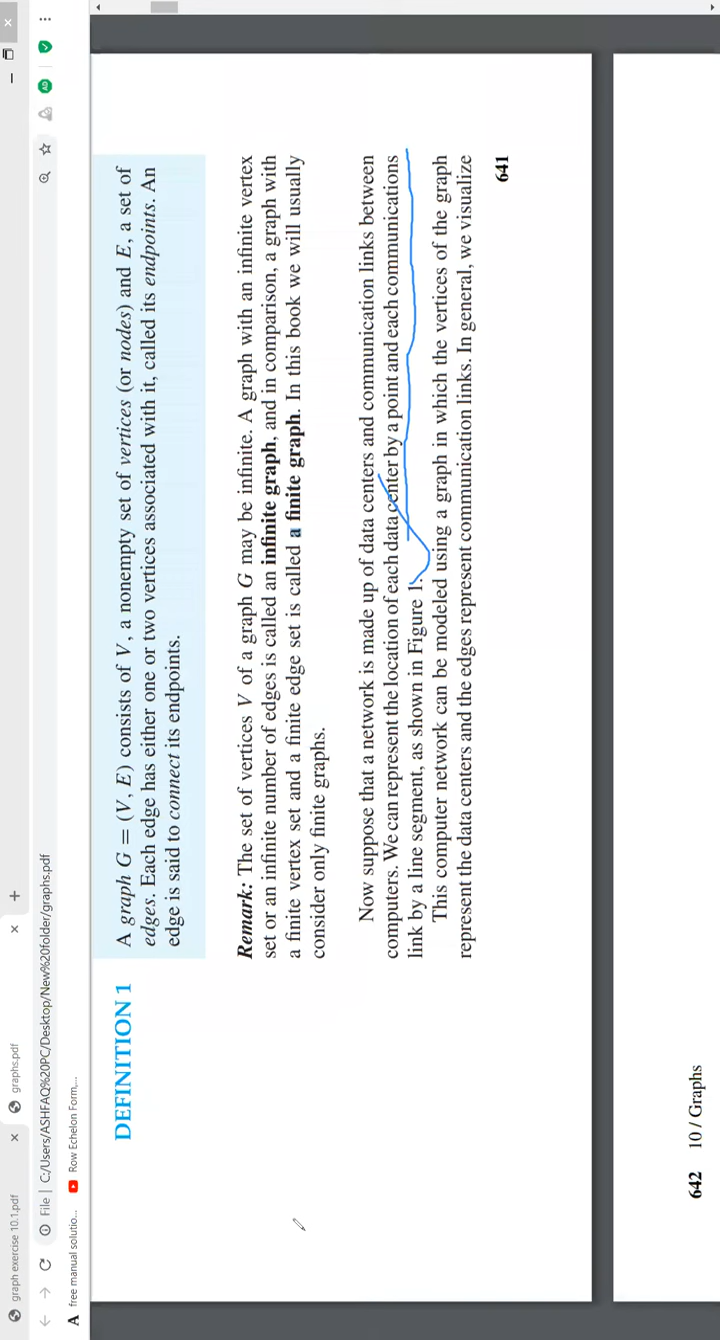 graph exercise 10.1.pdf
graphs.pdf
File | C:/Users/ASHFAQ%20PC/Desktop/New%20folder/graphs.pdf
free manual solutio...
Row Echelon Form,...
DEFINITION 1
A graph G = (V, E) consists of V, a nonempty set of vertices (or nodes) and E, a set of
edges. Each edge has either one or two vertices associated with it, called its endpoints. An
edge is said to connect its endpoints.
Remark: The set of vertices V of a graph G may be infinite. A graph with an infinite vertex
set or an infinite number of edges is called an infinite graph, and in comparison, a graph with
a finite vertex set and a finite edge set is called a finite graph. In this book we will usually
consider only finite graphs.
Now suppose that a network is made up of data centers and communication links between
computers. We can represent the location of each data center by a point and each communications
link by a line segment, as shown in Figure 1.
This computer network can be modeled using a graph in which the vertices of the graph
represent the data centers and the edges represent communication links. In general, we visualize
641
642 10 / Graphs